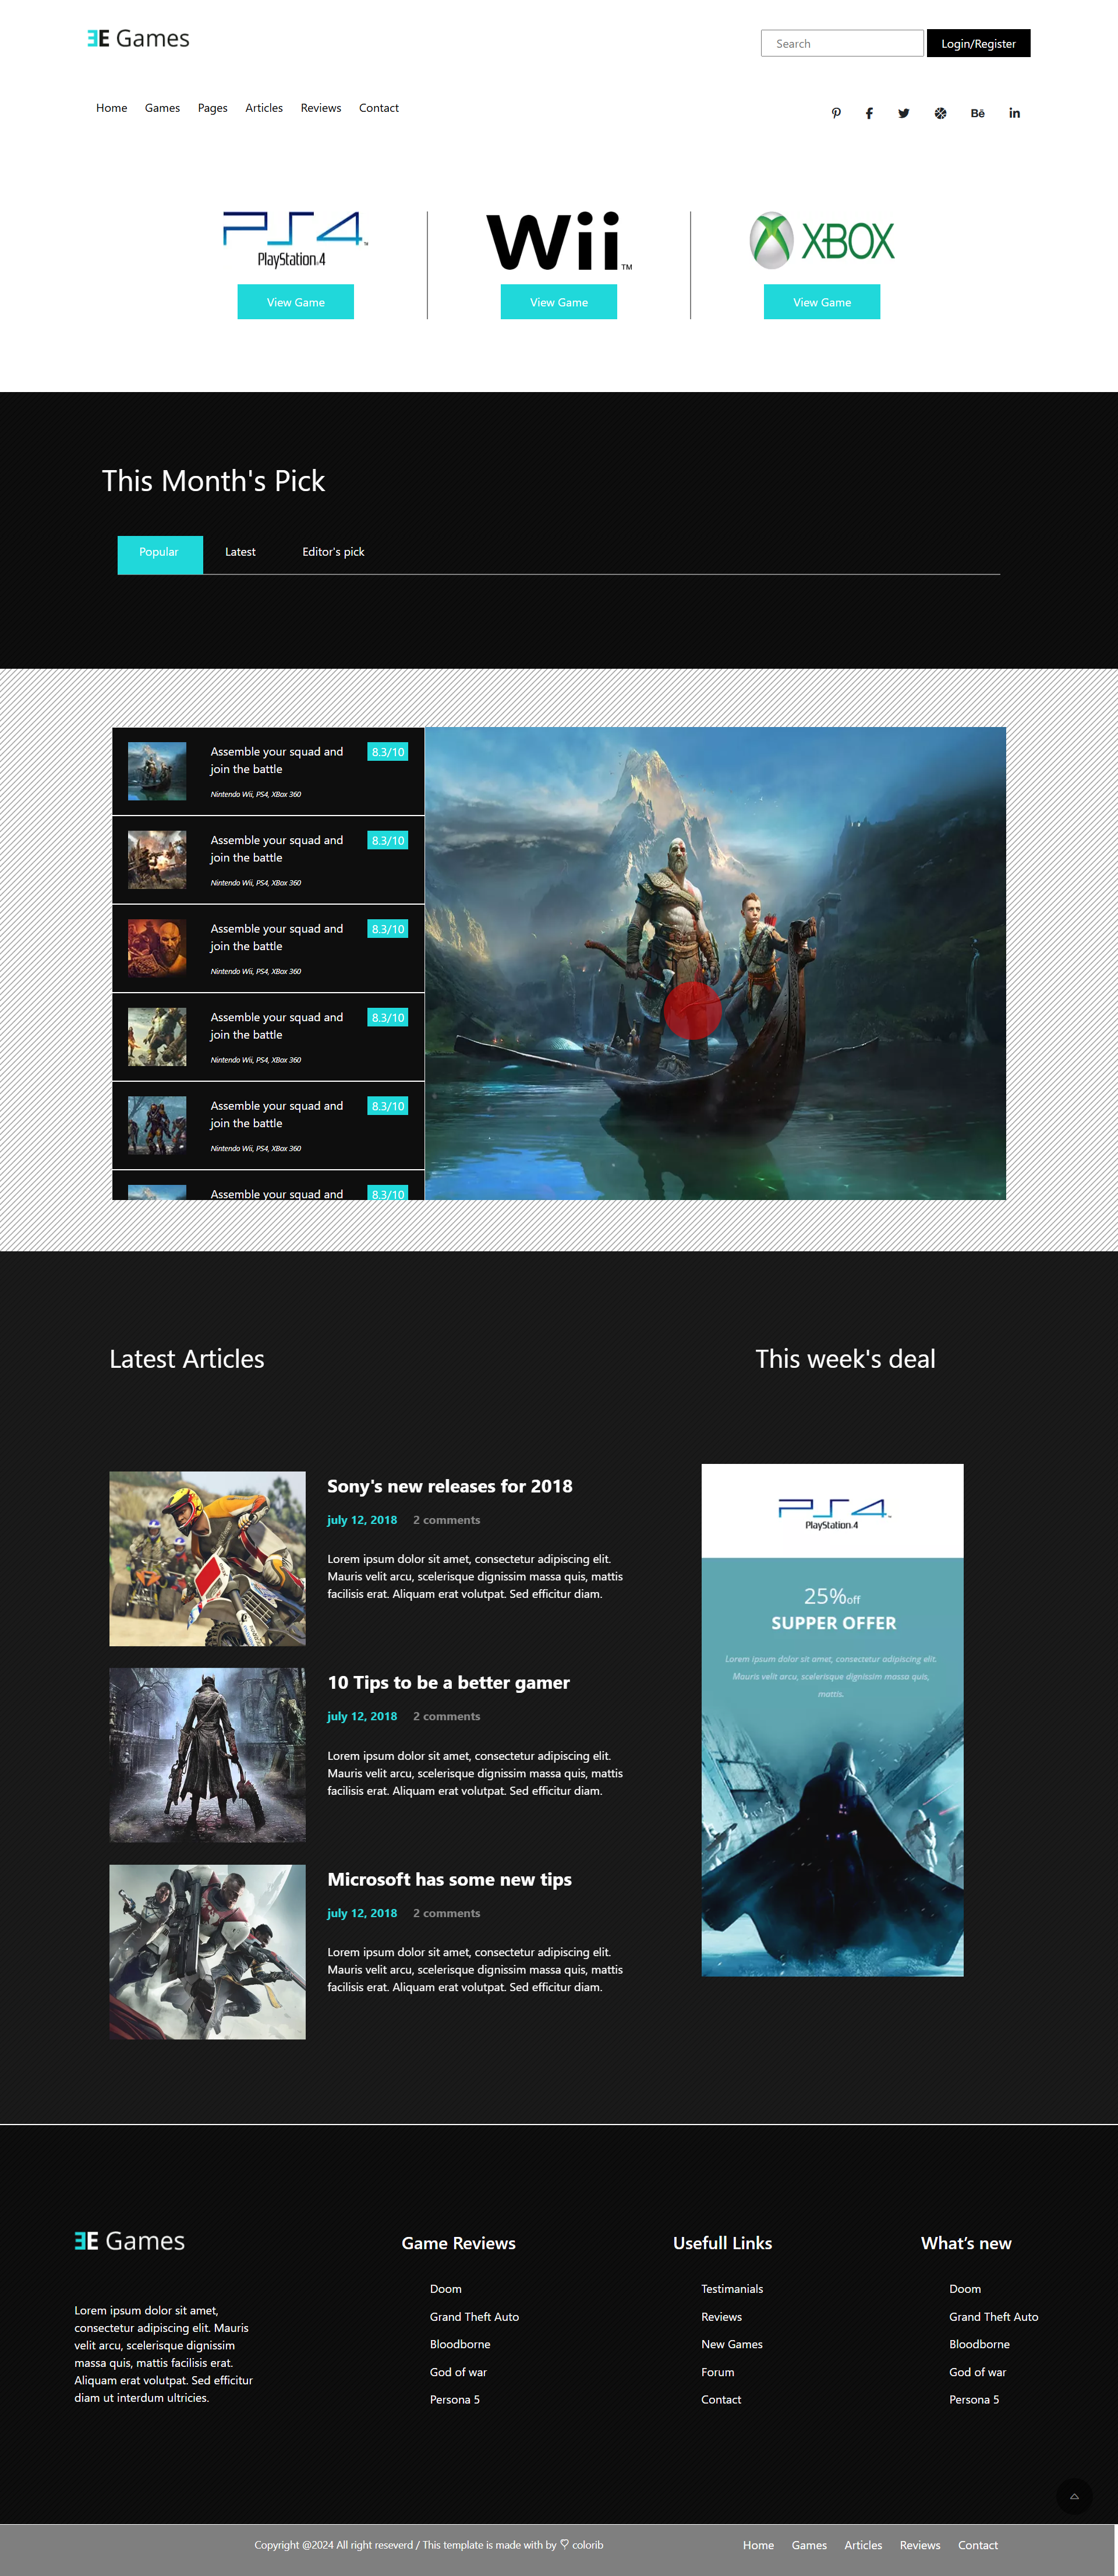 ƎE Games
Search
Login/Register
Home Games Pages Articles Reviews Contact
Bē in
PS4™
PlayStation.4
Wii™
XBOX
View Game
View Game
View Game
This Month's Pick
Popular Latest Editor's pick
Assemble your squad and
join the battle
8.3/10
Nintendo Wii, PS4, XBox 360
Assemble your squad and
join the battle
8.3/10
Nintendo Wii, PS4, XBox 360
Assemble your squad and
join the battle
8.3/10
Nintendo Wii, PS4, XBox 360
Assemble your squad and
join the battle
8.3/10
Nintendo Wii, PS4, XBox 360
Assemble your squad and
join the battle
8.3/10
Nintendo Wii, PS4, XBox 360
Assemble your squad and
8.3/10
Latest Articles
Sony's new releases for 2018
july 12, 2018 2 comments
Lorem ipsum dolor sit amet, consectetur adipiscing elit.
Mauris velit arcu, scelerisque dignissim massa quis, mattis
facilisis erat. Aliquam erat volutpat. Sed efficitur diam.
10 Tips to be a better gamer
july 12, 2018 2 comments
Lorem ipsum dolor sit amet, consectetur adipiscing elit.
Mauris velit arcu, scelerisque dignissim massa quis, mattis
facilisis erat. Aliquam erat volutpat. Sed efficitur diam.
Microsoft has some new tips
july 12, 2018 2 comments
Lorem ipsum dolor sit amet, consectetur adipiscing elit.
Mauris velit arcu, scelerisque dignissim massa quis, mattis
facilisis erat. Aliquam erat volutpat. Sed efficitur diam.
This week's deal
PS4™
PlayStation.4
25%off
SUPPER OFFER
Lorem ipsum dolor sit amet, consectetur adipiscing elit.
Mauris velit arcu, scelerisque dignissim massa quis,
mattis.
ƎE Games
Lorem ipsum dolor sit amet,
consectetur adipiscing elit. Mauris
velit arcu, scelerisque dignissim
massa quis, mattis facilisis erat.
Aliquam erat volutpat. Sed efficitur
diam ut interdum ultricies.
Game Reviews
Doom
Grand Theft Auto
Bloodborne
God of war
Persona 5
Usefull Links
Testimanials
Reviews
New Games
Forum
Contact
What's new
Doom
Grand Theft Auto
Bloodborne
God of war
Persona 5
Copyright @2024 All right reseverd / This template is made with by colorib
Home Games Articles Reviews Contact